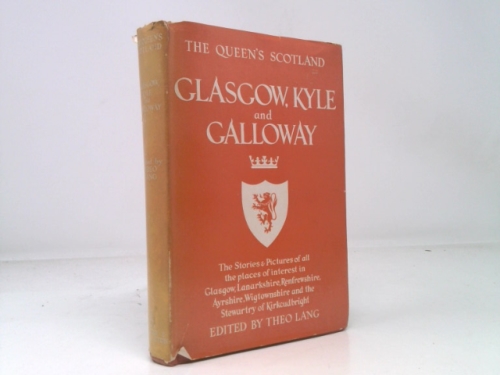 THE QUEEN'S SCOTLAND
GLASGOW, KYLE
and
GALLOWAY
The Stories & Pictures of all
the places of interest in
Glasgow, Lanarkshire, Renfrewshire,
Ayrshire, Wigtownshire and the
Stewartry of Kirkcudbright
EDITED BY THEO LANG